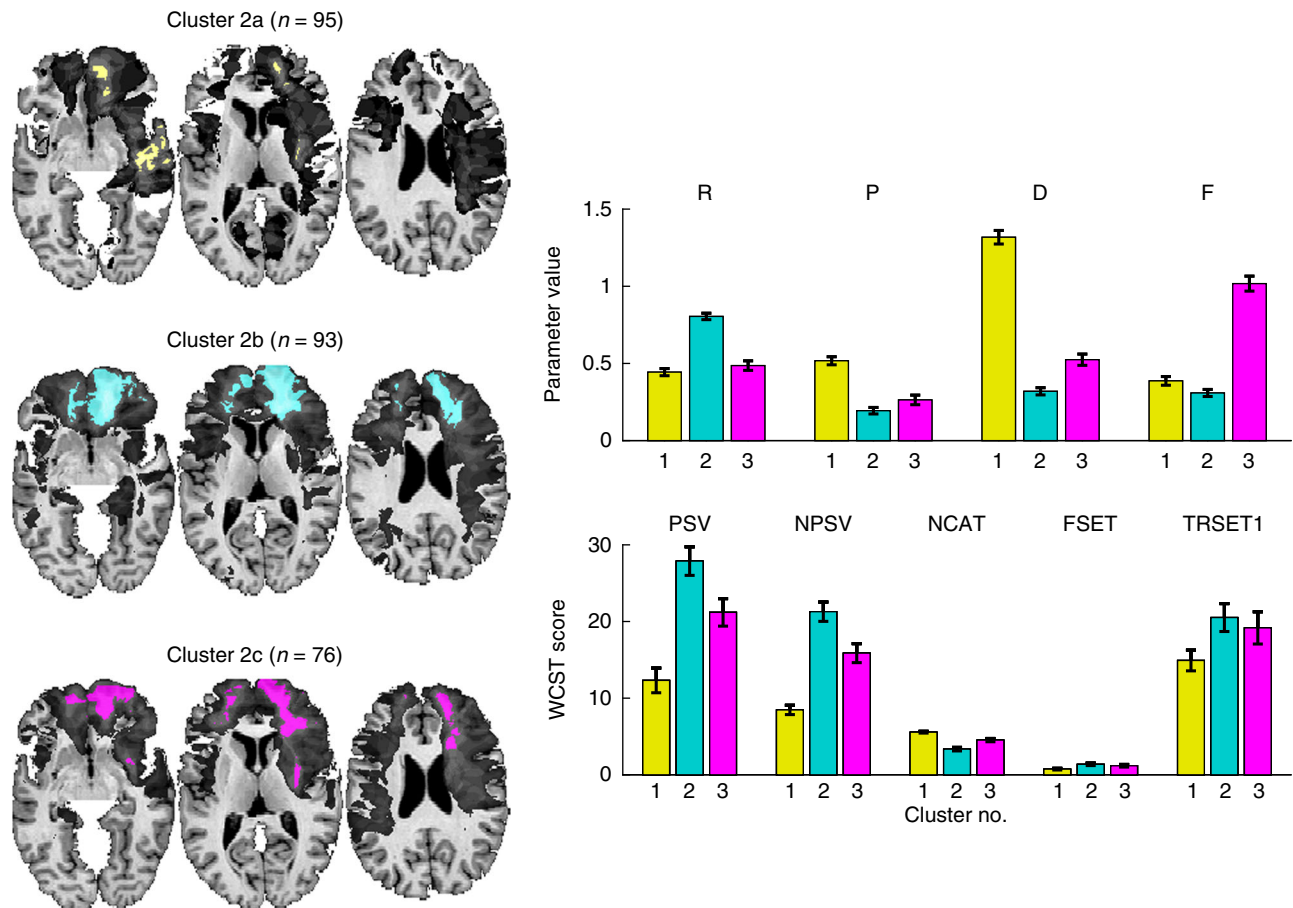 Cluster 2a (n = 95)
Cluster 2b (n = 93)
Cluster 2c (n = 76)
R P D F
1.5
1
0.5
0
Parameter value
1 2 3 1 2 3 1 2 3 1 2 3
PSV NPSV NCAT FSET TRSET1
30
20
10
0
WCST score
1 2 3 1 2 3 1 2 3 1 2 3 1 2 3
Cluster no.